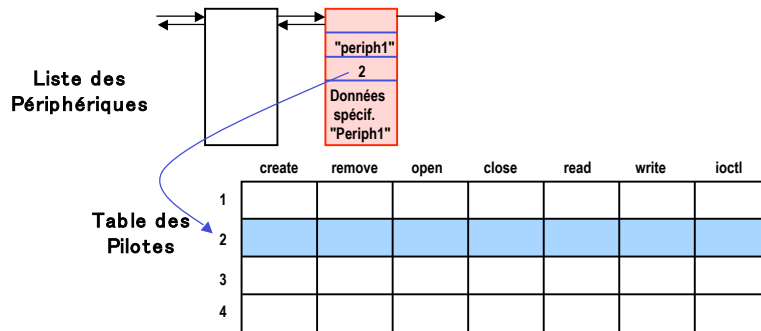 "periph1"
2
Données
spécif.
"Periph1"
Liste des
Périphériques
create remove open close read write ioctl
1
Table des
Pilotes
2
3
4